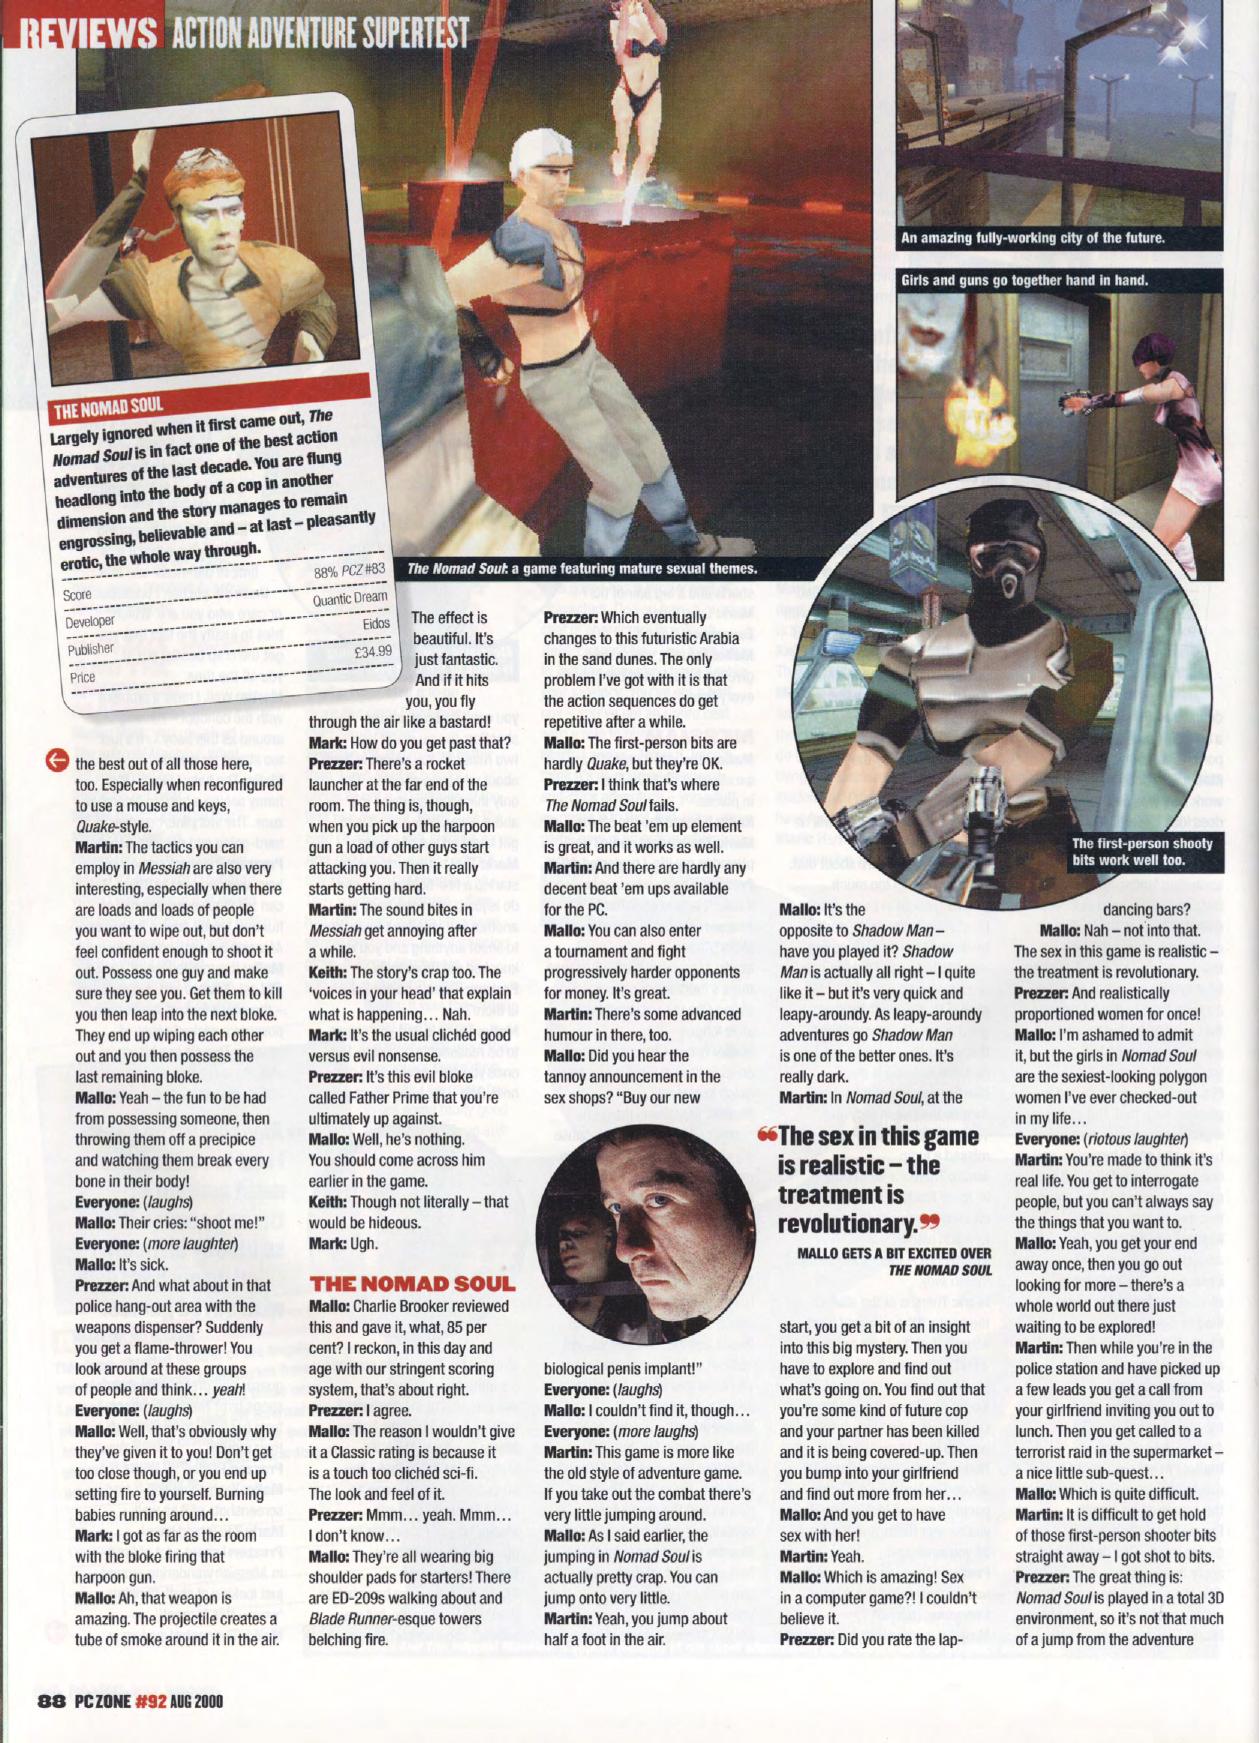 REVIEWS ACTION ADVENTURE SUPERTEST
An amazing fully-working city of the future.
Girls and guns go together hand in hand.
THE NOMAD SOUL
Largely ignored when it first came out, The
Nomad Soul is in fact one of the best action
adventures of the last decade. You are flung
headlong into the body of a cop in another
dimension and the story manages to remain
engrossing, believable and – at last – pleasantly
erotic, the whole way through.
Score 88% PCZ #83
Developer Quantic Dream
Publisher Eidos
Price £34.99
The Nomad Soul: a game featuring mature sexual themes.
The first-person shooty
bits work well too.
the best out of all those here,
too. Especially when reconfigured
to use a mouse and keys,
Quake-style.
Martin: The tactics you can
employ in Messiah are also very
interesting, especially when there
are loads and loads of people
you want to wipe out, but don't
feel confident enough to shoot it
out. Possess one guy and make
sure they see you. Get them to kill
you then leap into the next bloke.
They end up wiping each other
out and you then possess the
last remaining bloke.
Mallo: Yeah – the fun to be had
from possessing someone, then
throwing them off a precipice
and watching them break every
bone in their body!
Everyone: (laughs)
Mallo: Their cries: "shoot me!"
Everyone: (more laughter)
Mallo: It's sick.
Prezzer: And what about in that
police hang-out area with the
weapons dispenser? Suddenly
you get a flame-thrower! You
look around at these groups
of people and think... yeah!
Everyone: (laughs)
Mallo: Well, that's obviously why
they've given it to you! Don't get
too close though, or you end up
setting fire to yourself. Burning
babies running around...
Mark: I got as far as the room
with the bloke firing that
harpoon gun.
Mallo: Ah, that weapon is
amazing. The projectile creates a
tube of smoke around it in the air.
The effect is
beautiful. It's
just fantastic.
And if it hits
you, you fly
through the air like a bastard!
Mark: How do you get past that?
Prezzer: There's a rocket
launcher at the far end of the
room. The thing is, though,
when you pick up the harpoon
gun a load of other guys start
attacking you. Then it really
starts getting hard.
Martin: The sound bites in
Messiah get annoying after
a while.
Keith: The story's crap too. The
'voices in your head' that explain
what is happening... Nah.
Mark: It's the usual clichéd good
versus evil nonsense.
Prezzer: It's this evil bloke
called Father Prime that you're
ultimately up against.
Mallo: Well, he's nothing.
You should come across him
earlier in the game.
Keith: Though not literally – that
would be hideous.
Mark: Ugh.
THE NOMAD SOUL
Mallo: Charlie Brooker reviewed
this and gave it, what, 85 per
cent? I reckon, in this day and
age with our stringent scoring
system, that's about right.
Prezzer: I agree.
Mallo: The reason I wouldn't give
it a Classic rating is because it
is a touch too clichéd sci-fi.
The look and feel of it.
Prezzer: Mmm... yeah. Mmm...
I don't know...
Mallo: They're all wearing big
shoulder pads for starters! There
are ED-209s walking about and
Blade Runner-esque towers
belching fire.
Prezzer: Which eventually
changes to this futuristic Arabia
in the sand dunes. The only
problem I've got with it is that
the action sequences do get
repetitive after a while.
Mallo: The first-person bits are
hardly Quake, but they're OK.
Prezzer: I think that's where
The Nomad Soul fails.
Mallo: The beat 'em up element
is great, and it works as well.
Martin: And there are hardly any
decent beat 'em ups available
for the PC.
Mallo: You can also enter
a tournament and fight
progressively harder opponents
for money. It's great.
Martin: There's some advanced
humour in there, too.
Mallo: Did you hear the
tannoy announcement in the
sex shops? "Buy our new
biological penis implant!"
Everyone: (laughs)
Mallo: I couldn't find it, though...
Everyone: (more laughs)
Martin: This game is more like
the old style of adventure game.
If you take out the combat there's
very little jumping around.
Mallo: As I said earlier, the
jumping in Nomad Soul is
actually pretty crap. You can
jump onto very little.
Martin: Yeah, you jump about
half a foot in the air.
Mallo: It's the
opposite to Shadow Man –
have you played it? Shadow
Man is actually all right – I quite
like it – but it's very quick and
leapy-aroundy. As leapy-aroundy
adventures go Shadow Man
is one of the better ones. It's
really dark.
Martin: In Nomad Soul, at the
"The sex in this game
is realistic – the
treatment is
revolutionary."
MALLO GETS A BIT EXCITED OVER
THE NOMAD SOUL
start, you get a bit of an insight
into this big mystery. Then you
have to explore and find out
what's going on. You find out that
you're some kind of future cop
and your partner has been killed
and it is being covered-up. Then
you bump into your girlfriend
and find out more from her...
Mallo: And you get to have
sex with her!
Martin: Yeah.
Mallo: Which is amazing! Sex
in a computer game?! I couldn't
believe it.
Prezzer: Did you rate the lap-
dancing bars?
Mallo: Nah – not into that.
The sex in this game is realistic –
the treatment is revolutionary.
Prezzer: And realistically
proportioned women for once!
Mallo: I'm ashamed to admit
it, but the girls in Nomad Soul
are the sexiest-looking polygon
women I've ever checked-out
in my life...
Everyone: (riotous laughter)
Martin: You're made to think it's
real life. You get to interrogate
people, but you can't always say
the things that you want to.
Mallo: Yeah, you get your end
away once, then you go out
looking for more – there's a
whole world out there just
waiting to be explored!
Martin: Then while you're in the
police station and have picked up
a few leads you get a call from
your girlfriend inviting you out to
lunch. Then you get called to a
terrorist raid in the supermarket –
a nice little sub-quest...
Mallo: Which is quite difficult.
Martin: It is difficult to get hold
of those first-person shooter bits
straight away – I got shot to bits.
Prezzer: The great thing is:
Nomad Soul is played in a total 3D
environment, so it's not that much
of a jump from the adventure
88 PC ZONE #92 AUG 2000